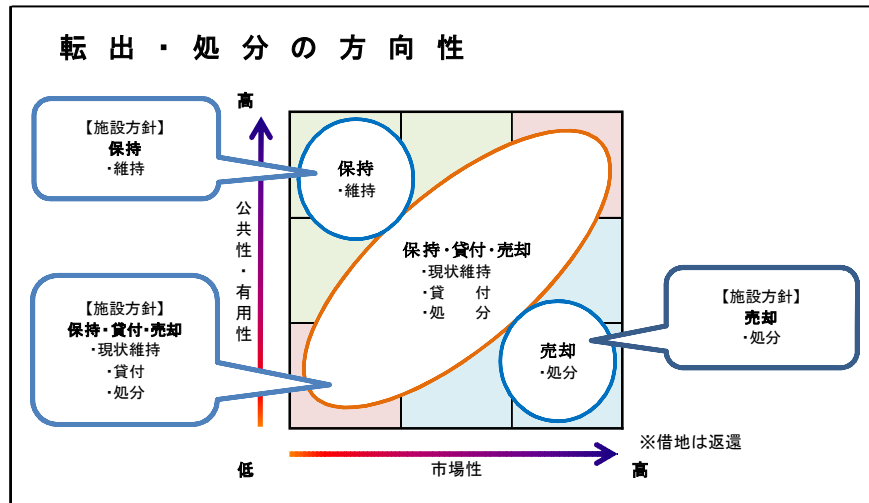 転出・処分の方向性
高
【施設方針】
保持
・維持
保持
・維持
公共性・有用性
保持・貸付・売却
・現状維持
・貸　付
・処　分
【施設方針】
保持・貸付・売却
・現状維持
・貸付
・処分
【施設方針】
売却
・処分
売却
・処分
※借地は返還
低
市場性
高